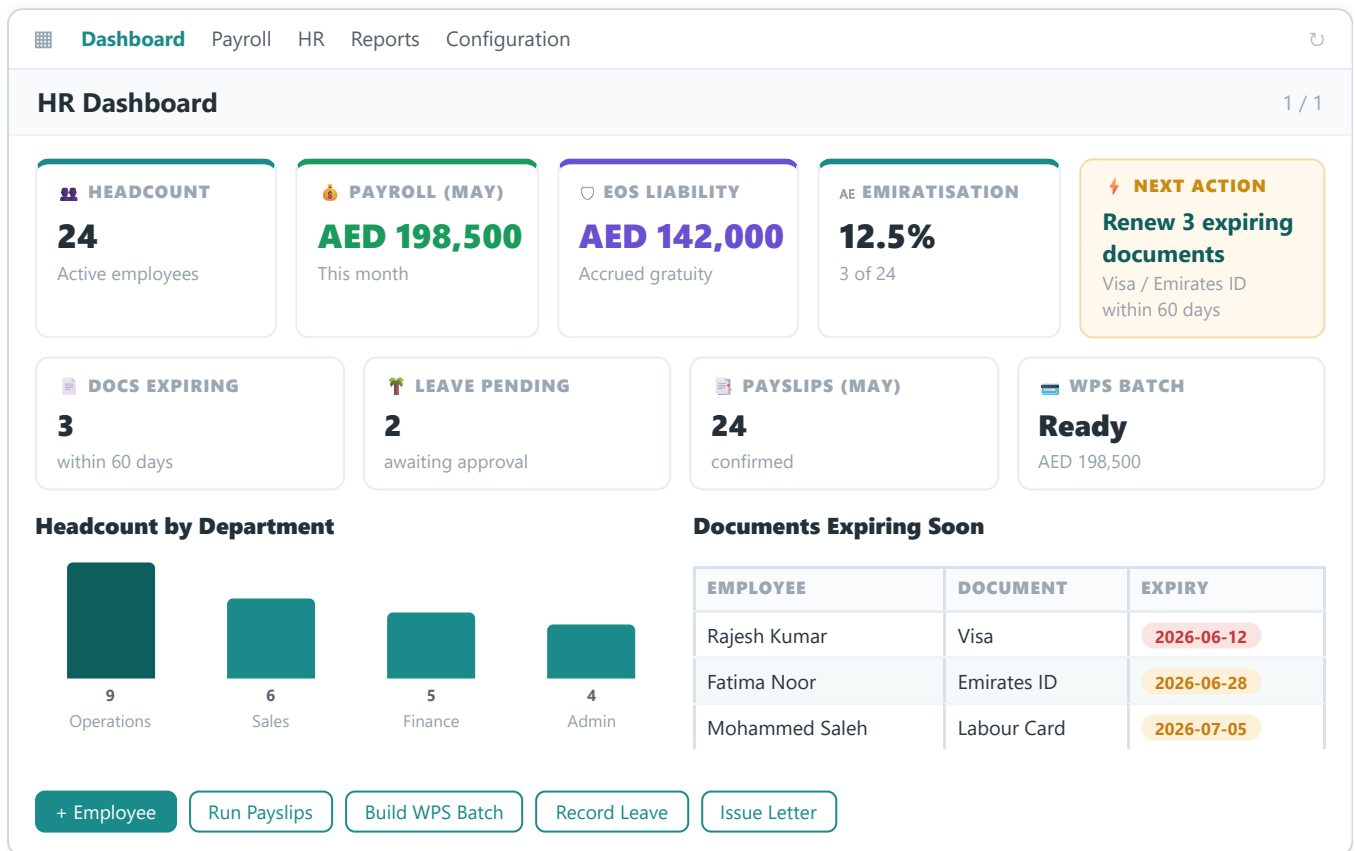 Dashboard Payroll HR Reports Configuration
HR Dashboard 1 / 1
HEADCOUNT
24
Active employees
PAYROLL (MAY)
AED 198,500
This month
EOS LIABILITY
AED 142,000
Accrued gratuity
AE EMIRATISATION
12.5%
3 of 24
NEXT ACTION
Renew 3 expiring
documents
Visa / Emirates ID
within 60 days
DOCS EXPIRING
3
within 60 days
LEAVE PENDING
2
awaiting approval
PAYSLIPS (MAY)
24
confirmed
WPS BATCH
Ready
AED 198,500
Headcount by Department
9 6 5 4
Operations Sales Finance Admin
Documents Expiring Soon
EMPLOYEE DOCUMENT EXPIRY
Rajesh Kumar Visa 2026-06-12
Fatima Noor Emirates ID 2026-06-28
Mohammed Saleh Labour Card 2026-07-05
+ Employee Run Payslips Build WPS Batch Record Leave Issue Letter